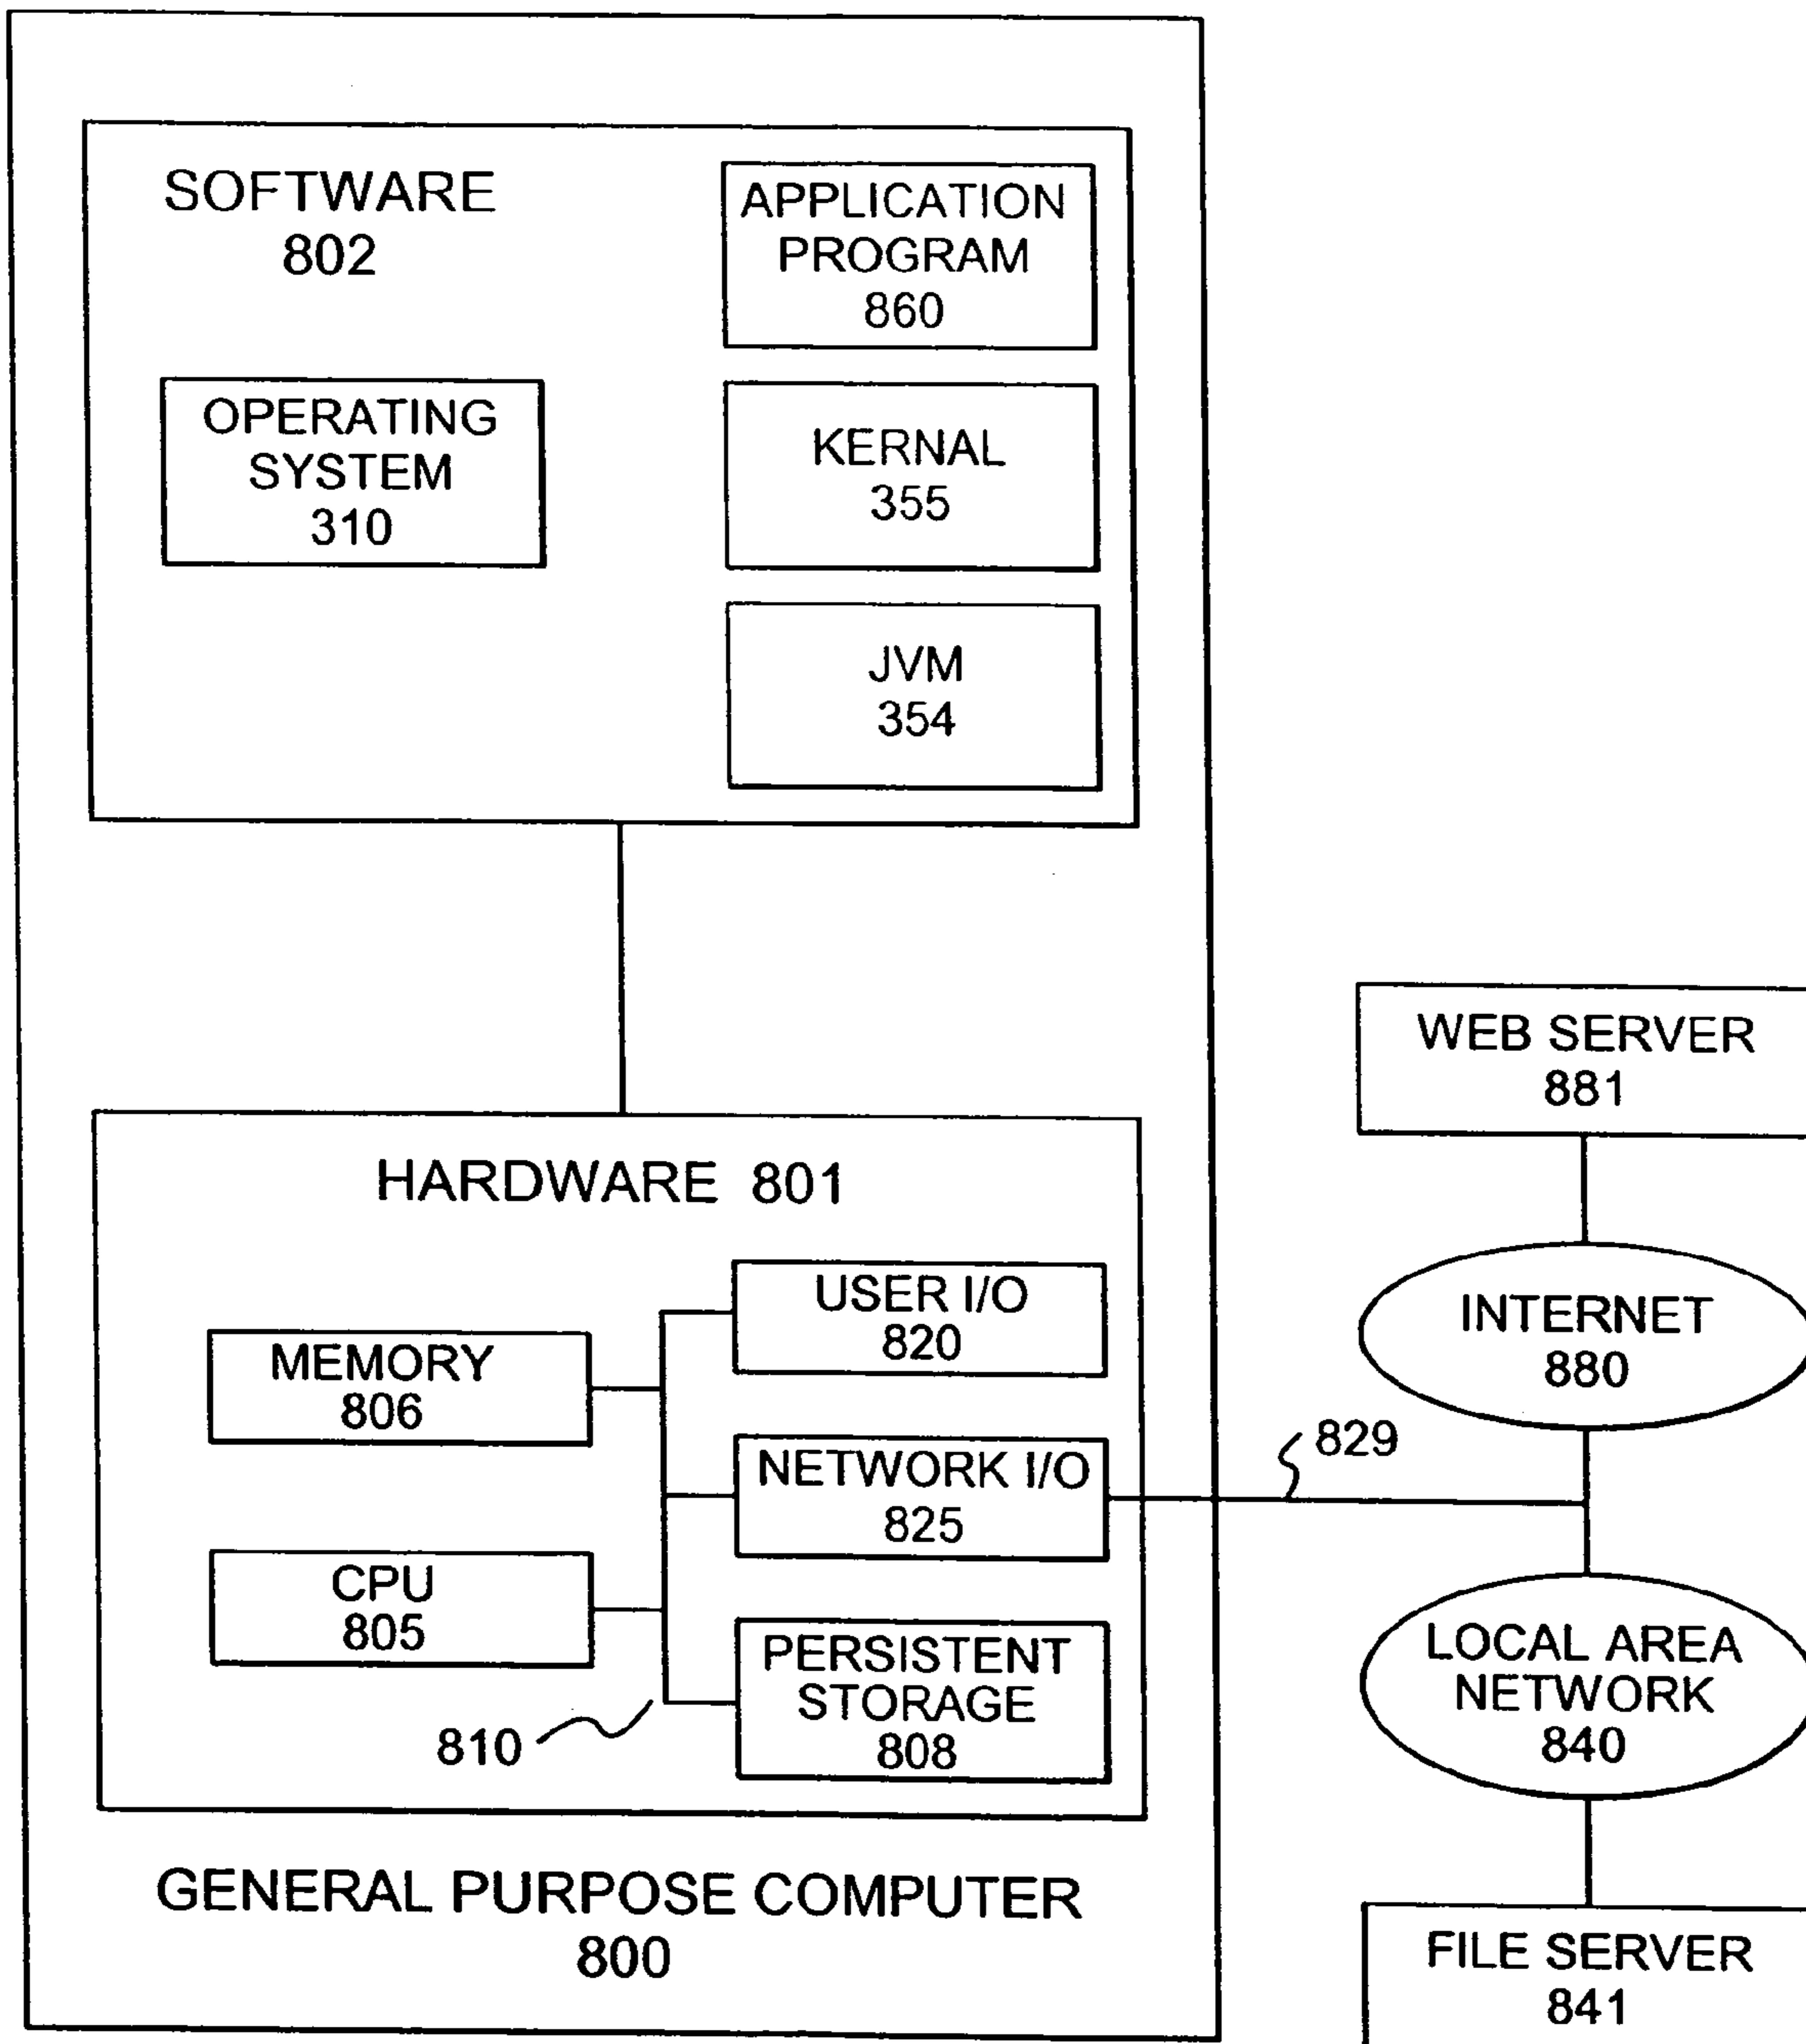 SOFTWARE
802
APPLICATION
PROGRAM
860
OPERATING
SYSTEM
310
KERNAL
355
JVM
354
HARDWARE 801
MEMORY
806
CPU
805
USER I/O
820
NETWORK I/O
825
PERSISTENT
STORAGE
808
810
GENERAL PURPOSE COMPUTER
800
WEB SERVER
881
INTERNET
880
829
LOCAL AREA
NETWORK
840
FILE SERVER
841